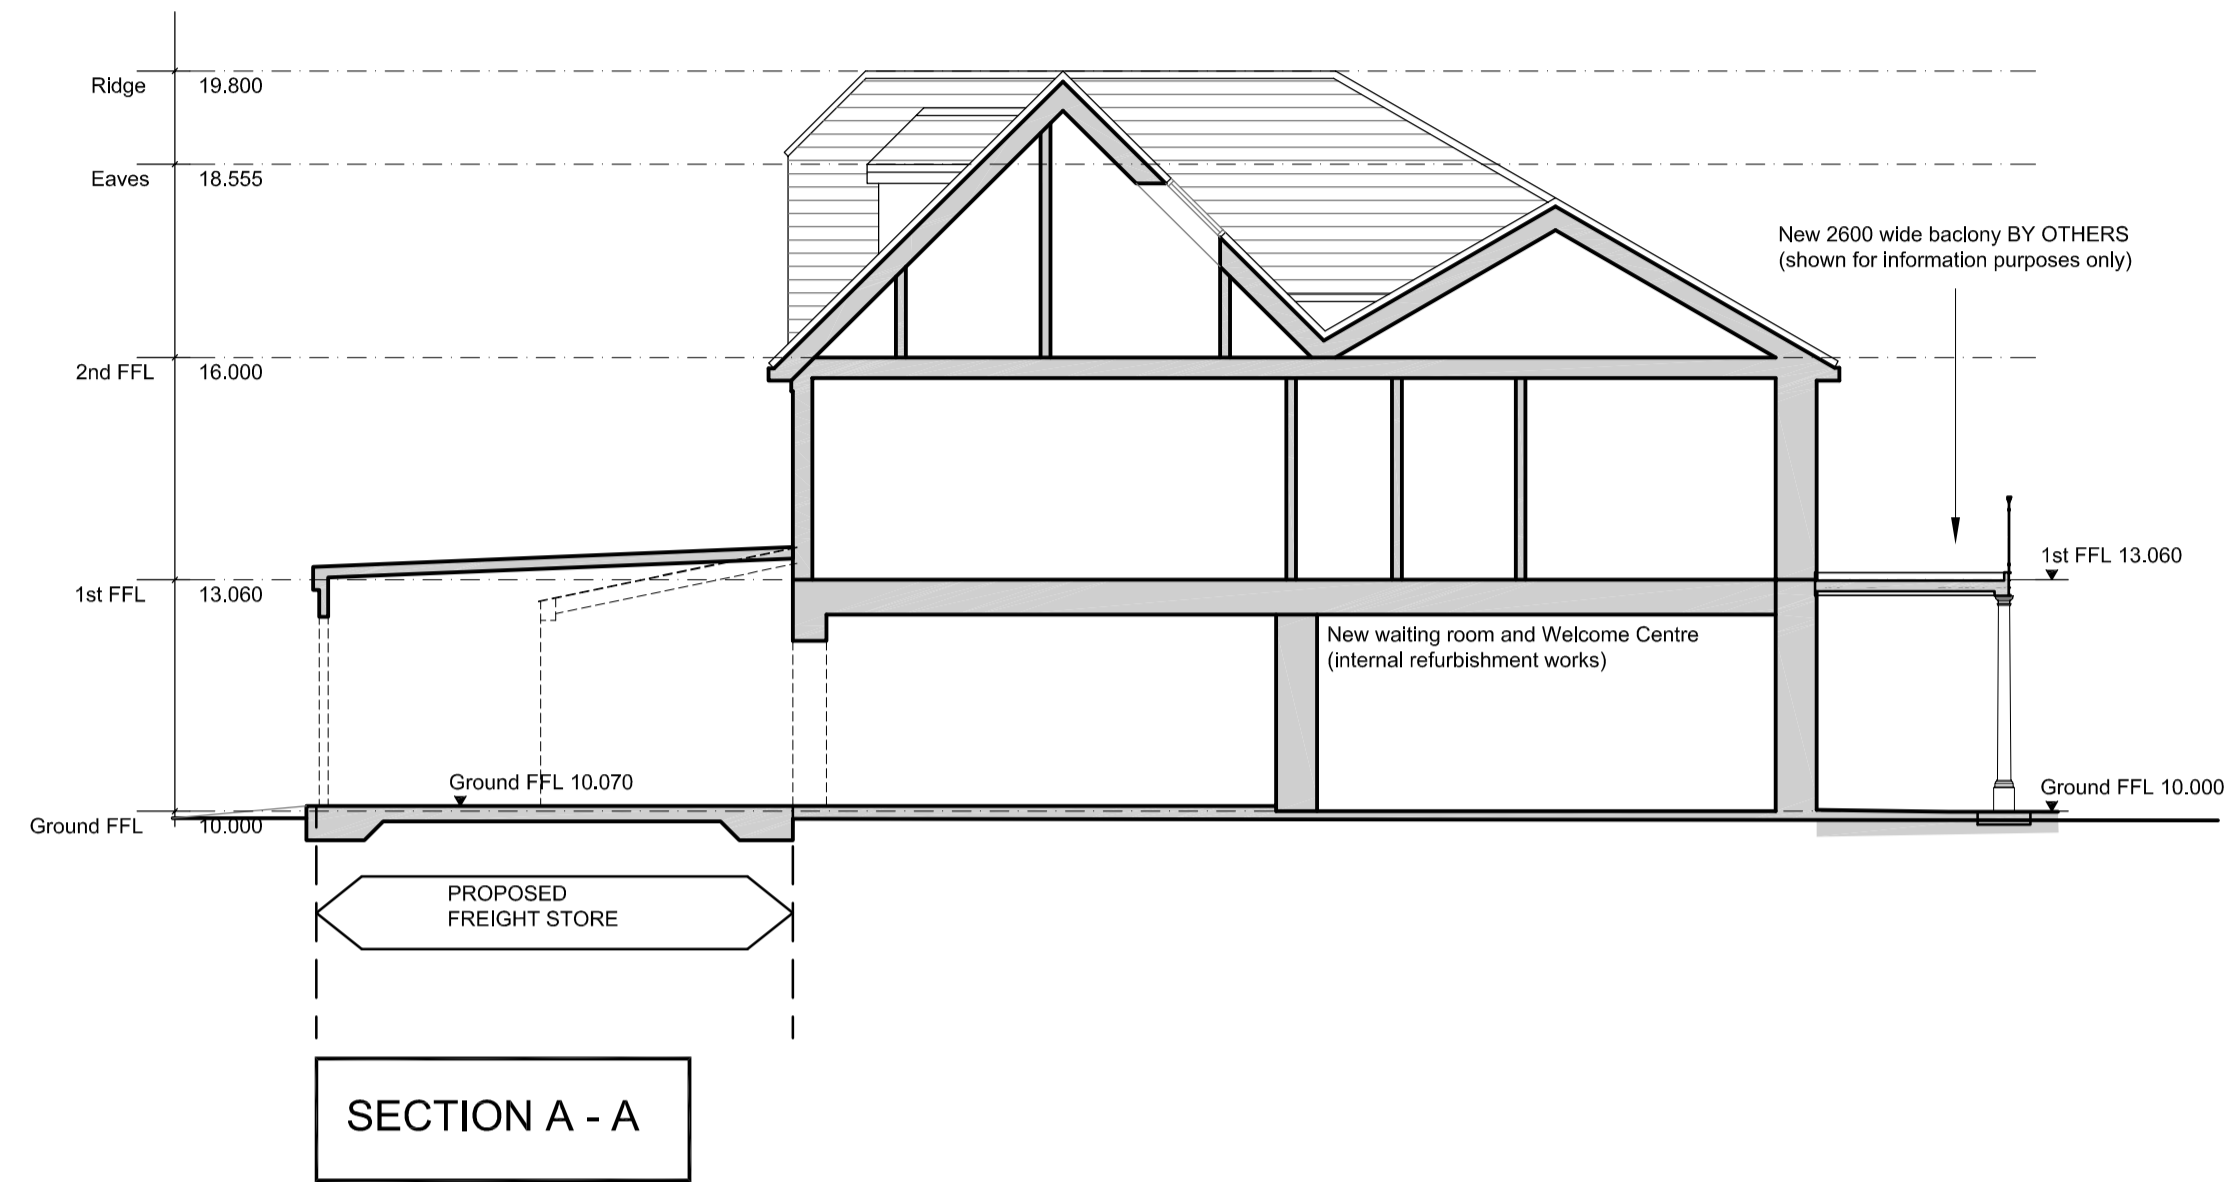 Ridge 19.800
Eaves 18.555
New 2600 wide baclony BY OTHERS
(shown for information purposes only)
2nd FFL 16.000
1st FFL 13.060
1st FFL 13.060
New waiting room and Welcome Centre
(internal refurbishment works)
Ground FFL 10.070
Ground FFL 10.000
Ground FFL 10.000
PROPOSED
FREIGHT STORE
SECTION A - A